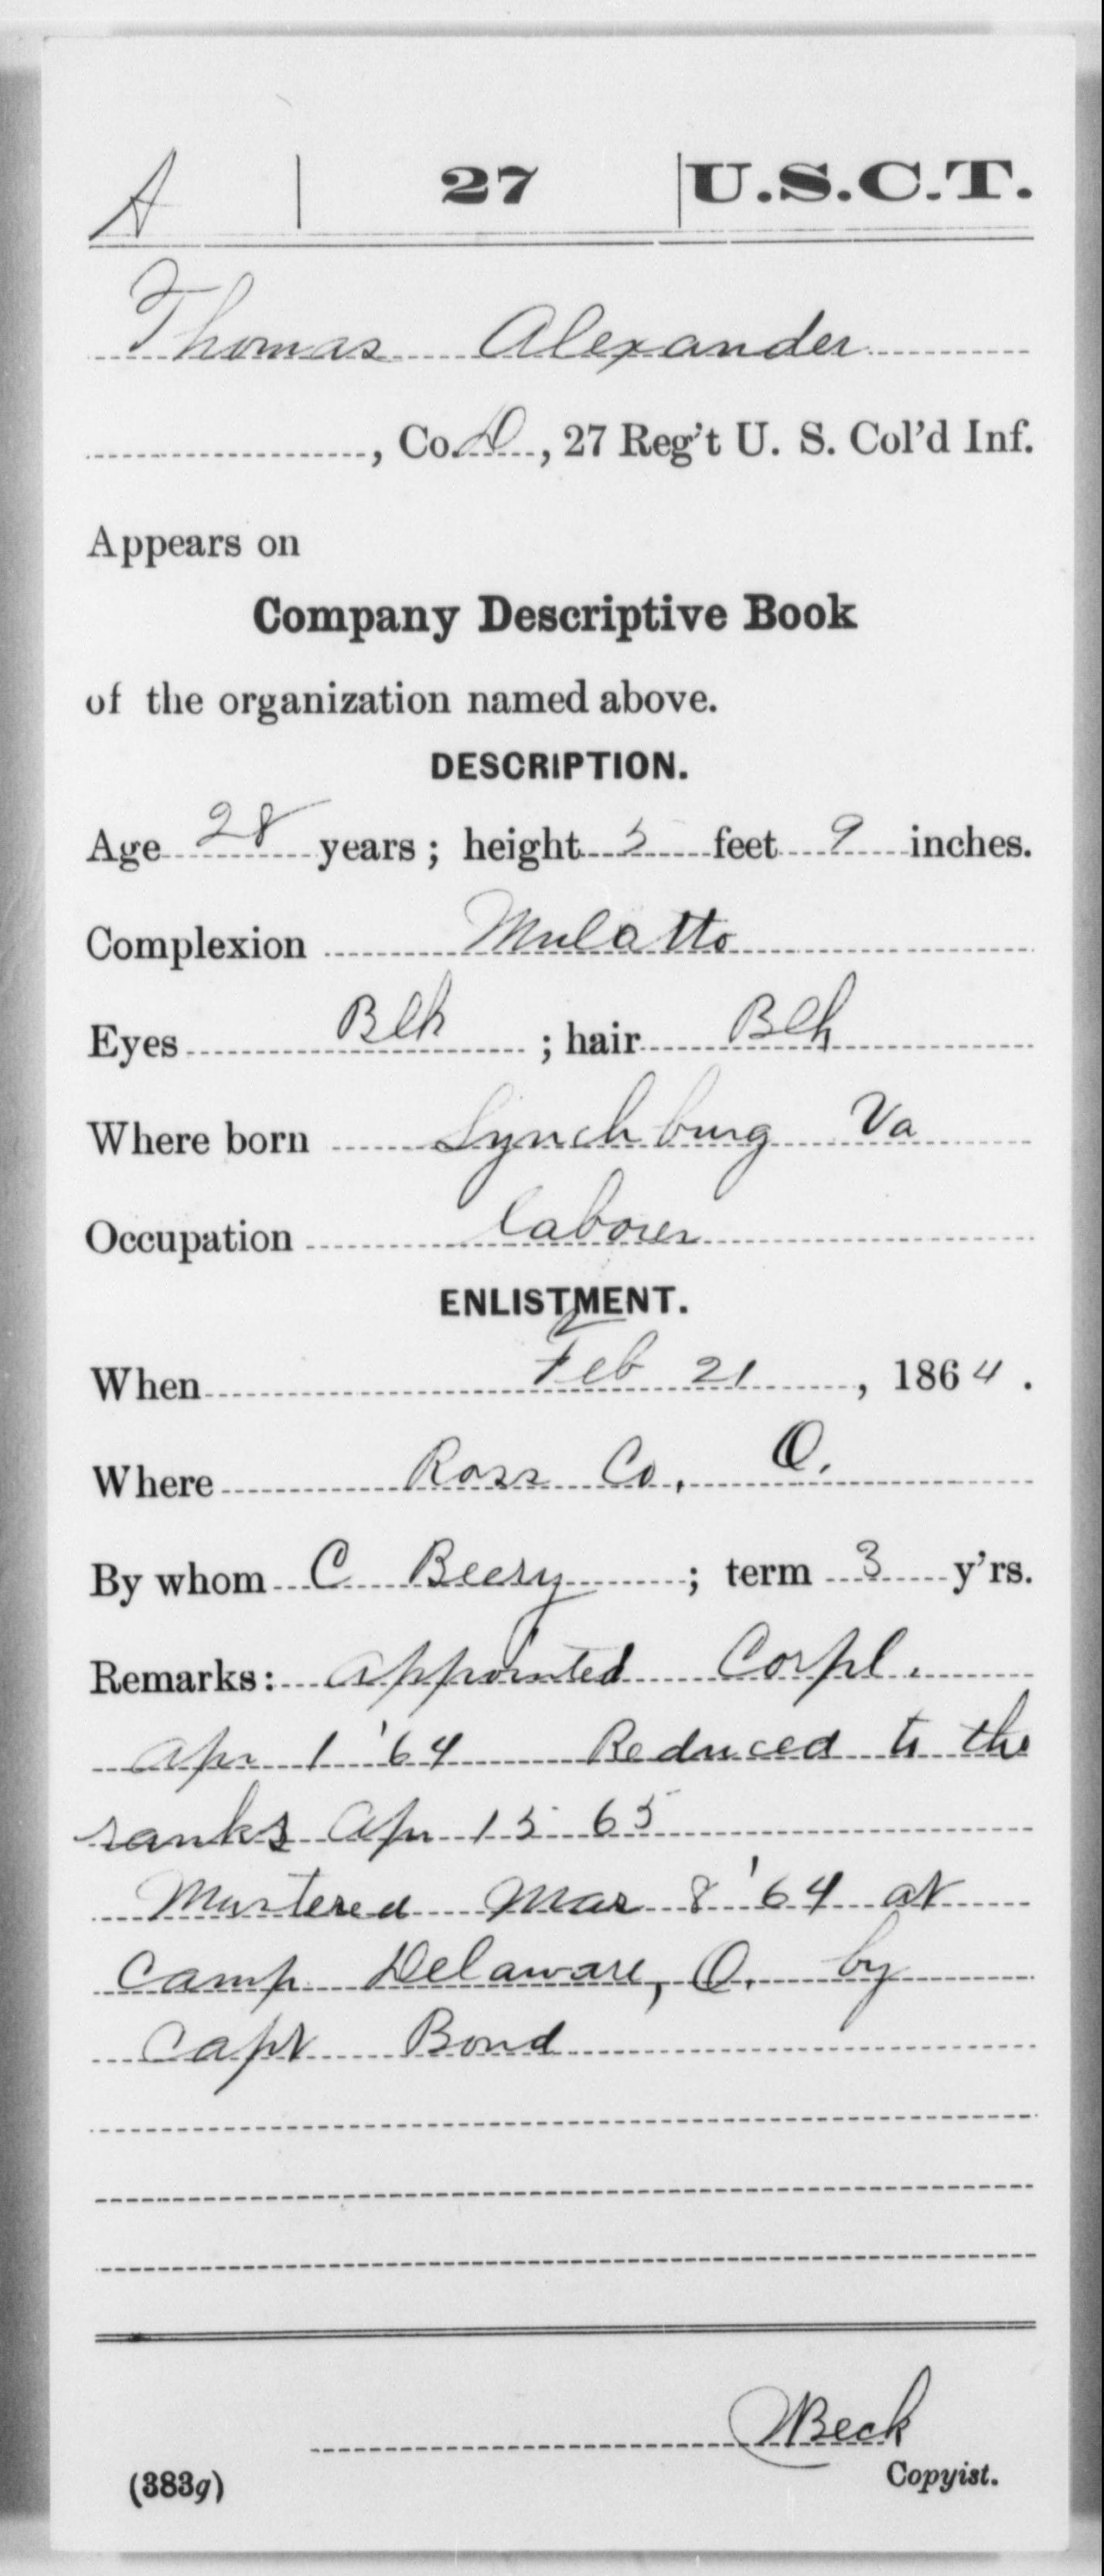 A | 27 | U.S.C.T.
Thomas Alexander
, Co. D, 27 Reg't U. S. Col'd Inf.
Appears on
Company Descriptive Book
of the organization named above.
DESCRIPTION.
Age 28 years; height 5 feet 9 inches.
Complexion Mulatto
Eyes Blk ; hair Blk
Where born Lynchburg Va
Occupation laborer
ENLISTMENT.
When Feb 21, 1864.
Where Ross Co. O.
By whom C Beery; term 3 y'rs.
Remarks: appointed Corpl.
Apr 1 '64 Reduced to the
ranks Apr 15 65
Mustered Mar 8 '64 at
Camp Delaware, O. by
Capt Bond
Beck
(383g) Copyist.